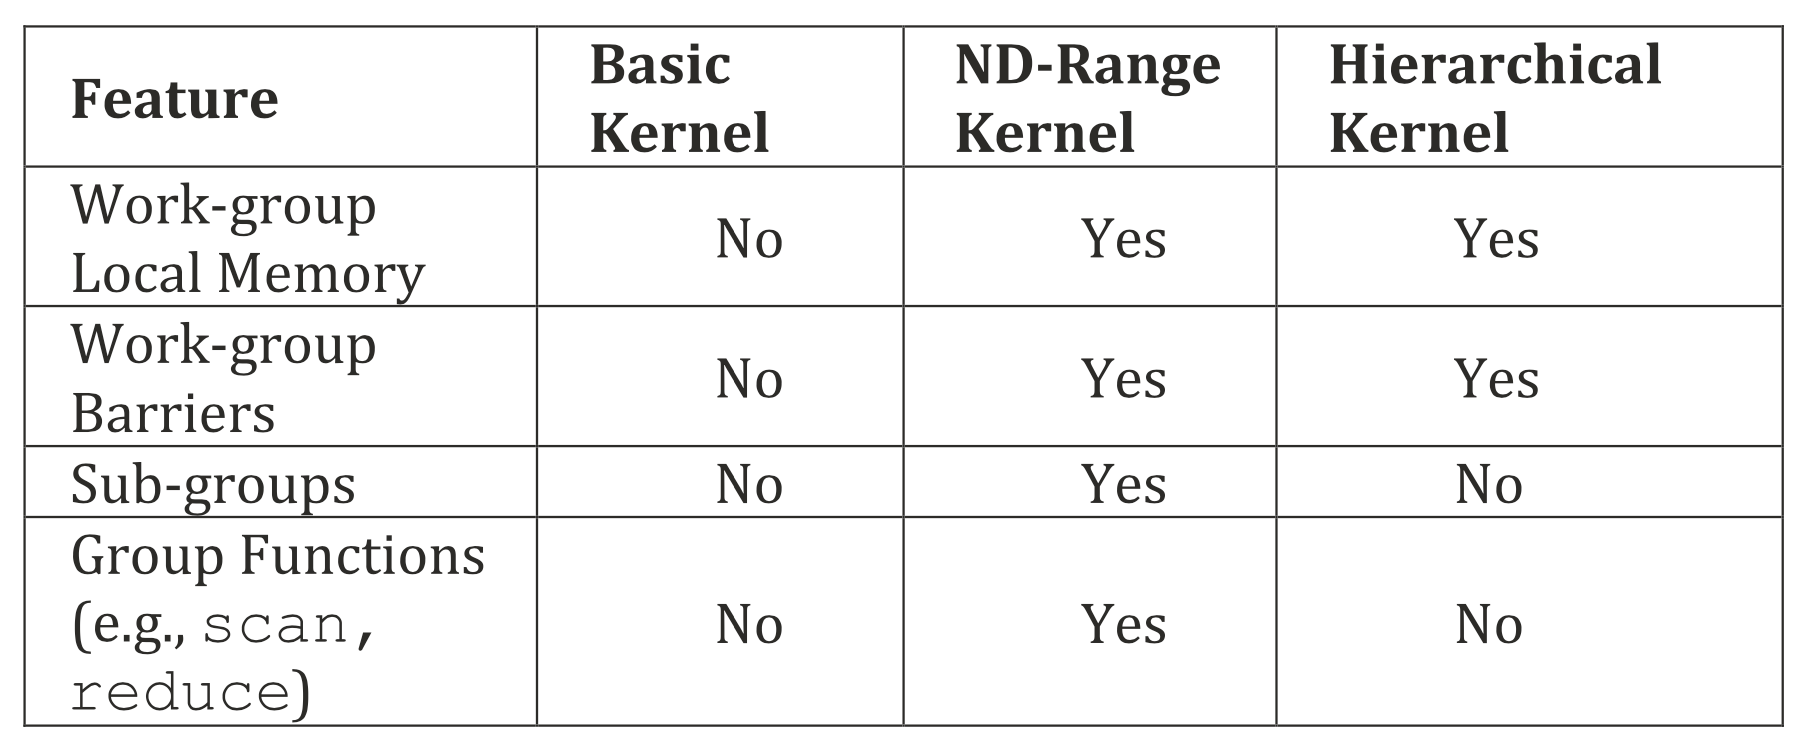 Feature
Basic
Kernel
ND-Range
Kernel
Hierarchical
Kernel
Work-group
Local Memory
No
Yes
Yes
Work-group
Barriers
No
Yes
Yes
Sub-groups
No
Yes
No
Group Functions
(e.g., scan,
reduce)
No
Yes
No